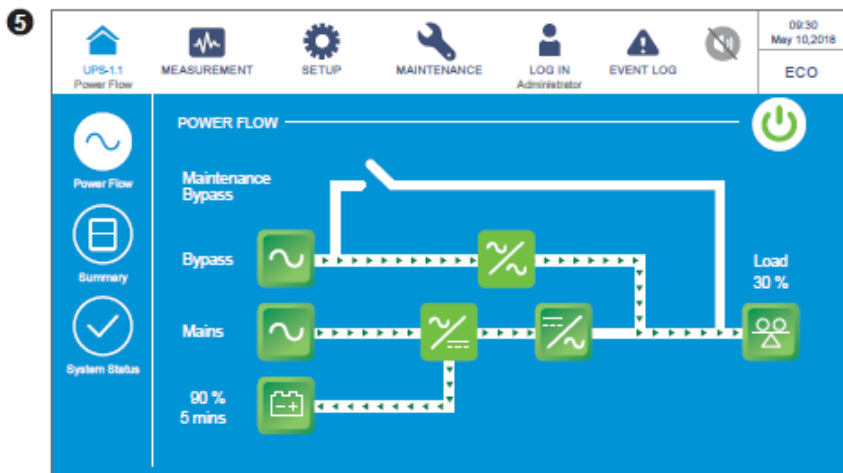 5
UPS-1.1
Power Flow
MEASUREMENT
SETUP
MAINTENANCE
LOG IN
Administrator
EVENT LOG
09:30
May 10,2018
ECO
POWER FLOW
Power Flow
Summary
System Status
Maintenance
Bypass
Bypass
Load
30 %
Mains
90 %
5 mins